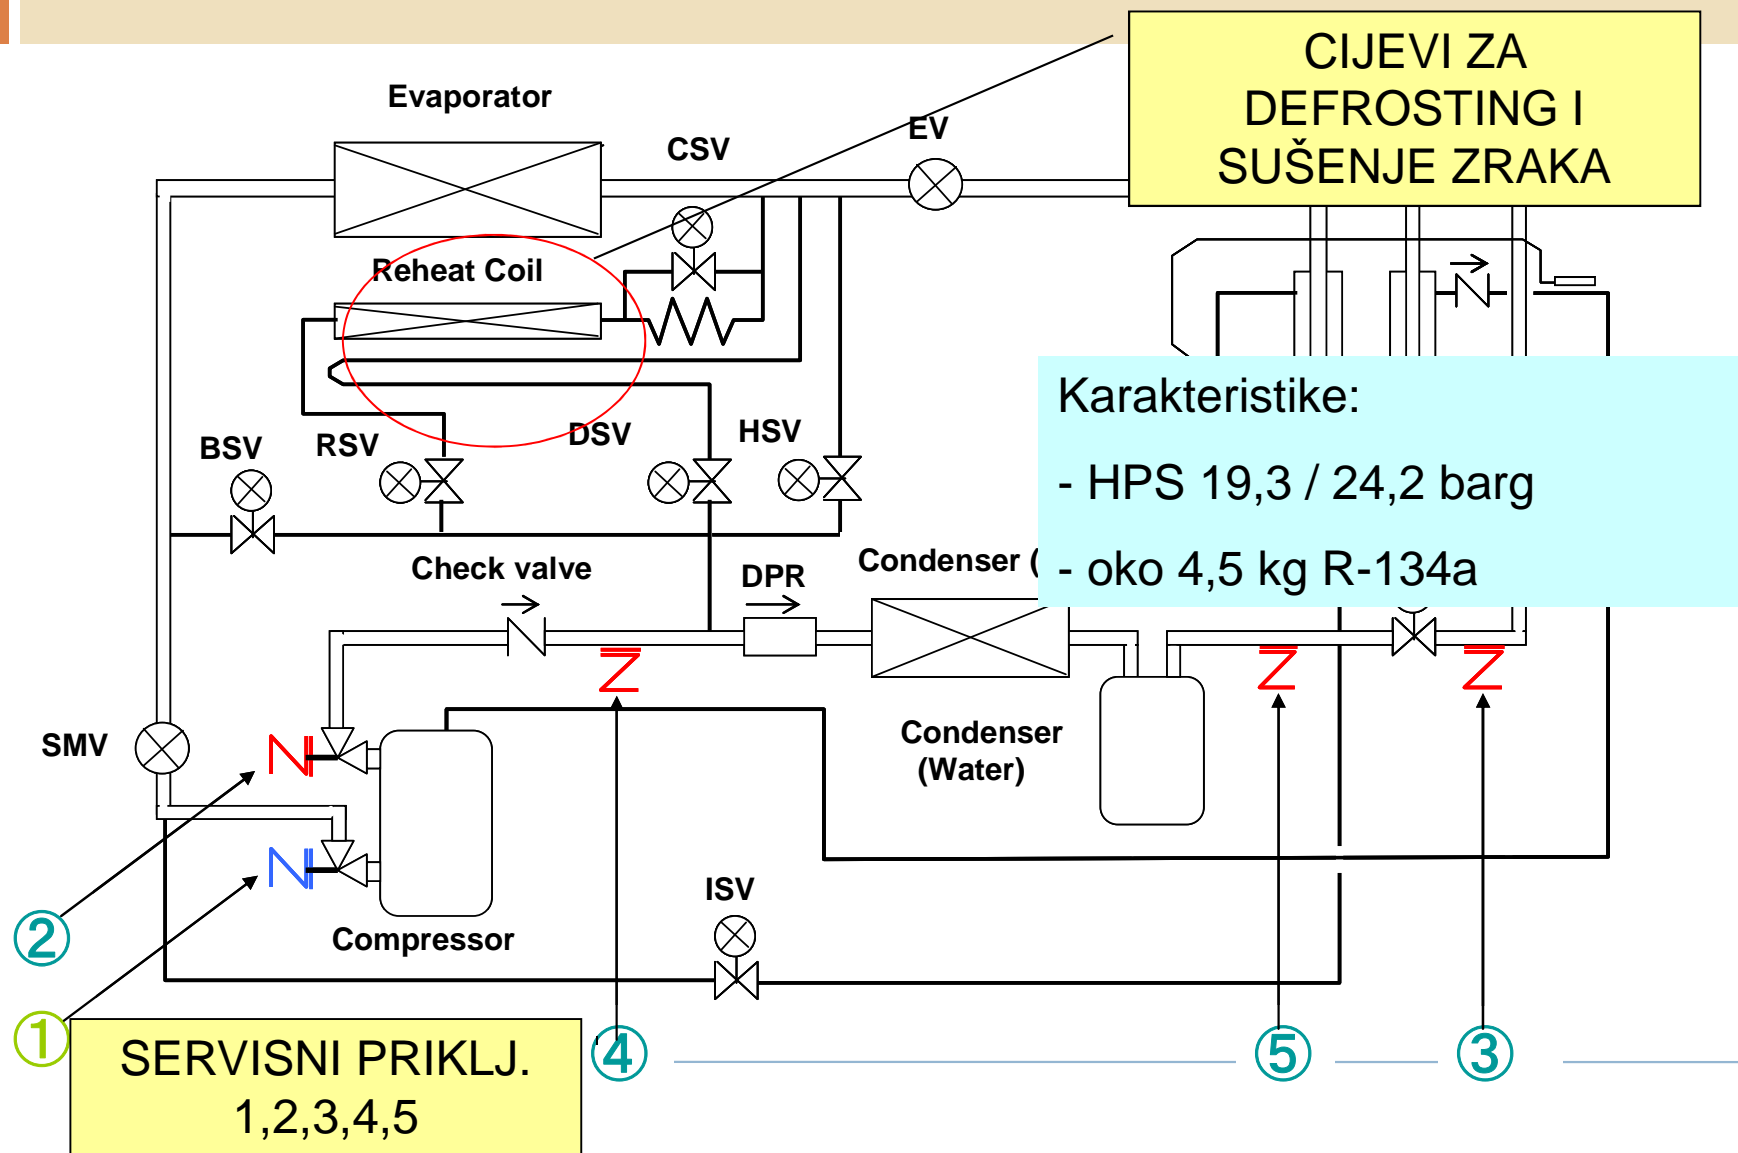 CIJEVI ZA
DEFROSTING I
SUŠENJE ZRAKA
Evaporator
CSV
EV
Reheat Coil
BSV
RSV
DSV
HSV
Karakteristike:
- HPS 19,3 / 24,2 barg
- oko 4,5 kg R-134a
Check valve
DPR
Condenser (
SMV
Condenser
(Water)
Compressor
ISV
②
①
④
⑤
③
SERVISNI PRIKLJ.
1,2,3,4,5